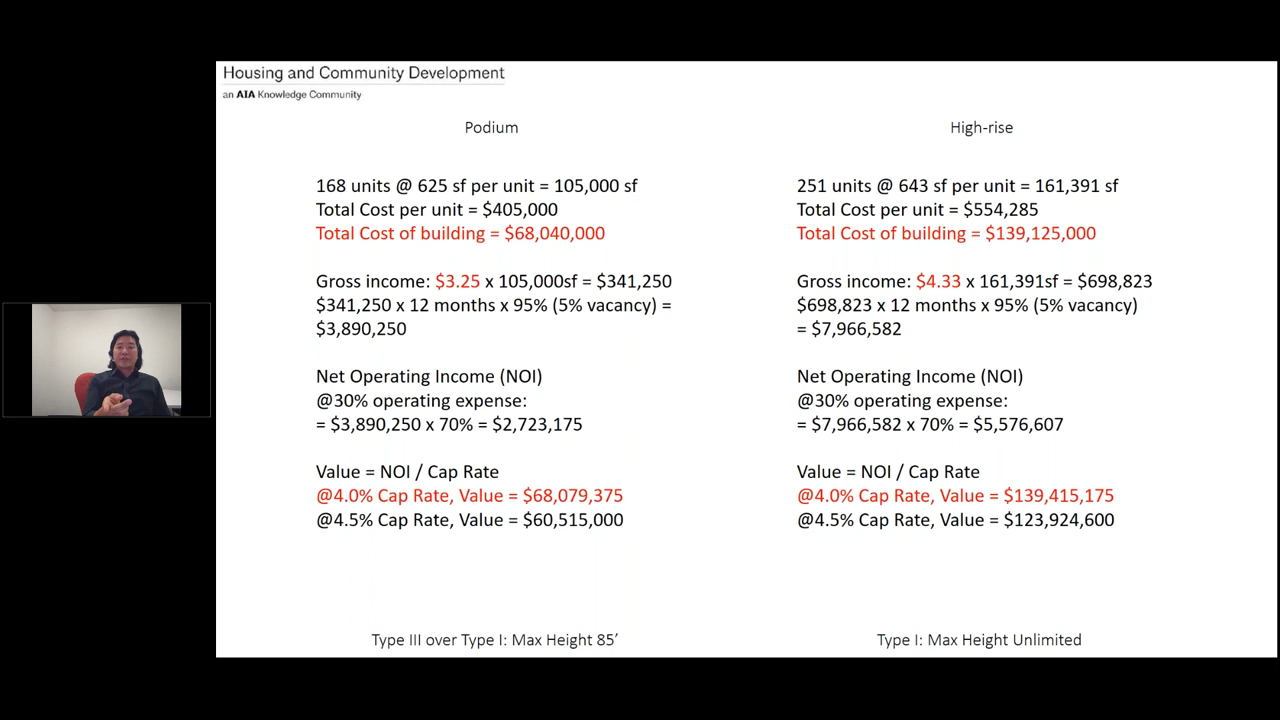 Housing and Community Development
an AIA Knowledge Community
Podium
168 units @ 625 sf per unit = 105,000 sf
Total Cost per unit = $405,000
Total Cost of building = $68,040,000
Gross income: $3.25 x 105,000sf = $341,250
$341,250 x 12 months x 95% (5% vacancy) =
$3,890,250
Net Operating Income (NOI)
@30% operating expense:
= $3,890,250 x 70% = $2,723,175
Value = NOI / Cap Rate
@4.0% Cap Rate, Value = $68,079,375
@4.5% Cap Rate, Value = $60,515,000
Type III over Type I: Max Height 85’
High-rise
251 units @ 643 sf per unit = 161,391 sf
Total Cost per unit = $554,285
Total Cost of building = $139,125,000
Gross income: $4.33 x 161,391sf = $698,823
$698,823 x 12 months x 95% (5% vacancy)
= $7,966,582
Net Operating Income (NOI)
@30% operating expense:
= $7,966,582 x 70% = $5,576,607
Value = NOI / Cap Rate
@4.0% Cap Rate, Value = $139,415,175
@4.5% Cap Rate, Value = $123,924,600
Type I: Max Height Unlimited